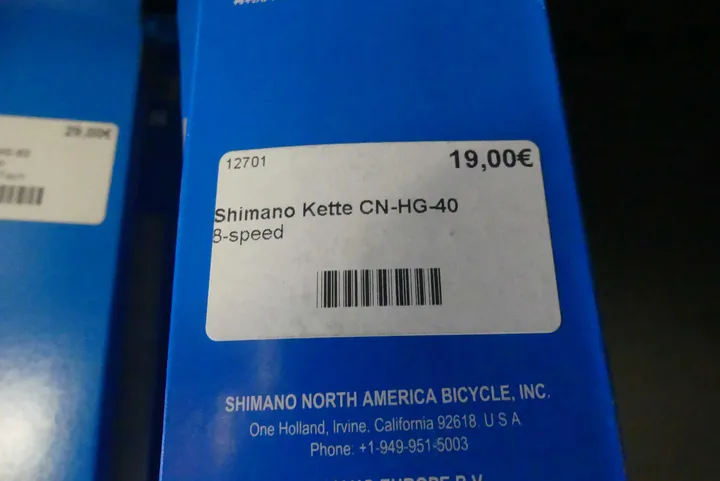 29,00€
12701
19,00€
Shimano Kette CN-HG-40
8-speed
SHIMANO NORTH AMERICA BICYCLE, INC.
One Holland, Irvine, California 92618, U S A
Phone: +1-949-951-5003